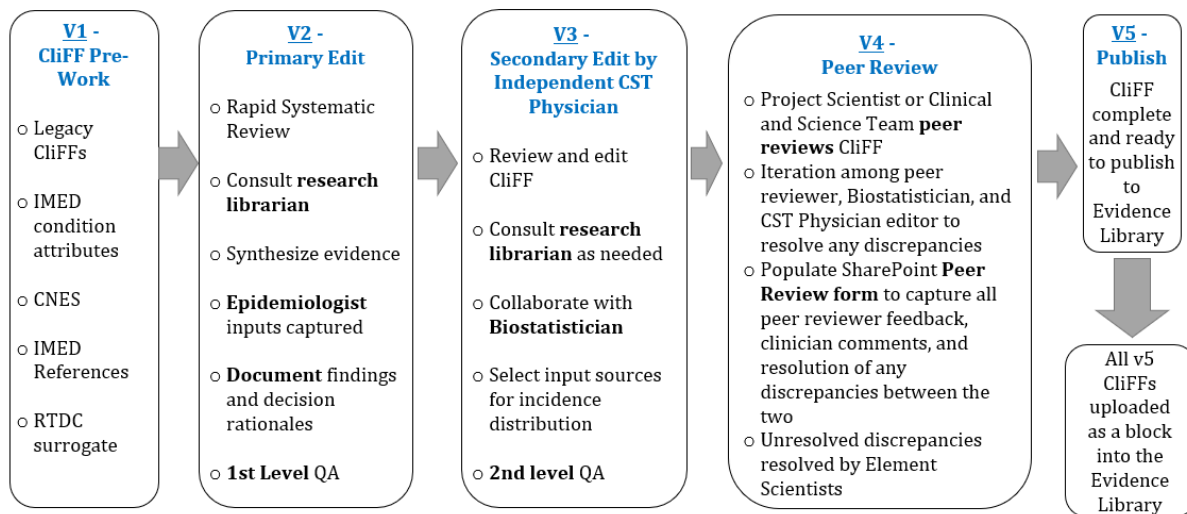 V1 -
CliFF Pre-
Work
o Legacy
CliFFs
o IMED
condition
attributes
o CNES
o IMED
References
o RTDC
surrogate
V2 -
Primary Edit
o Rapid Systematic
Review
o Consult research
librarian
o Synthesize evidence
o Epidemiologist
inputs captured
o Document findings
and decision
rationales
o 1st Level QA
V3 -
Secondary Edit by
Independent CST
Physician
o Review and edit
CliFF
o Consult research
librarian as needed
o Collaborate with
Biostatistician
o Select input sources
for incidence
distribution
o 2nd level QA
V4 -
Peer Review
o Project Scientist or Clinical
and Science Team peer
reviews CliFF
o Iteration among peer
reviewer, Biostatistician, and
CST Physician editor to
resolve any discrepancies
o Populate SharePoint Peer
Review form to capture all
peer reviewer feedback,
clinician comments, and
resolution of any
discrepancies between the
two
o Unresolved discrepancies
resolved by Element
Scientists
V5 -
Publish
CliFF
complete
and ready
to publish
to
Evidence
Library
All v5
CliFFs
uploaded
as a block
into the
Evidence
Library